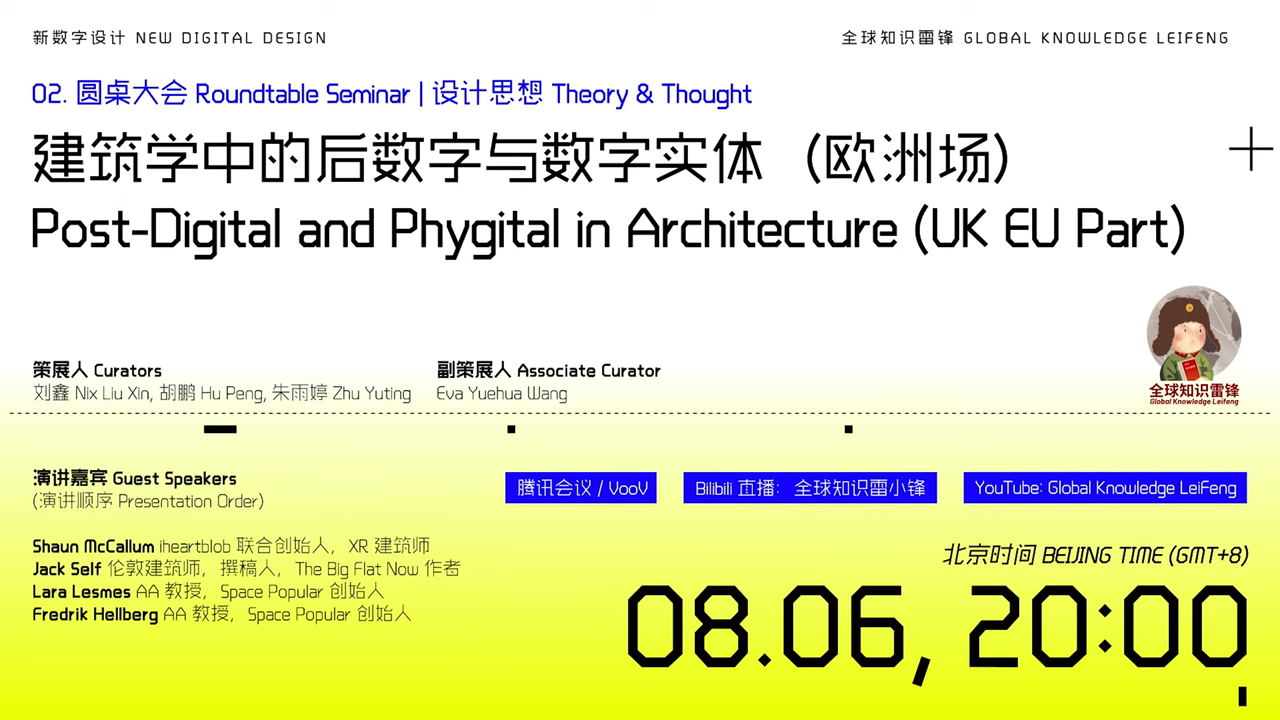 新数字设计 NEW DIGITAL DESIGN
全球知识雷锋 GLOBAL KNOWLEDGE LEIFENG
02. 圆桌大会 Roundtable Seminar | 设计思想 Theory & Thought
建筑学中的后数字与数字实体（欧洲场）
Post-Digital and Phygital in Architecture (UK EU Part)
全球知识雷锋
Global Knowledge Leifeng
策展人 Curators
刘鑫 Nix Liu Xin, 胡鹏 Hu Peng, 朱雨婷 Zhu Yuting
副策展人 Associate Curator
Eva Yuehua Wang
演讲嘉宾 Guest Speakers
(演讲顺序 Presentation Order)
Shaun McCallum iheartblob 联合创始人，XR 建筑师
Jack Self 伦敦建筑师，撰稿人，The Big Flat Now 作者
Lara Lesmes AA 教授，Space Popular 创始人
Fredrik Hellberg AA 教授，Space Popular 创始人
腾讯会议 / VooV
Bilibili 直播： 全球知识雷小锋
YouTube: Global Knowledge LeiFeng
北京时间 BEIJING TIME (GMT+8)
08.06, 20:00